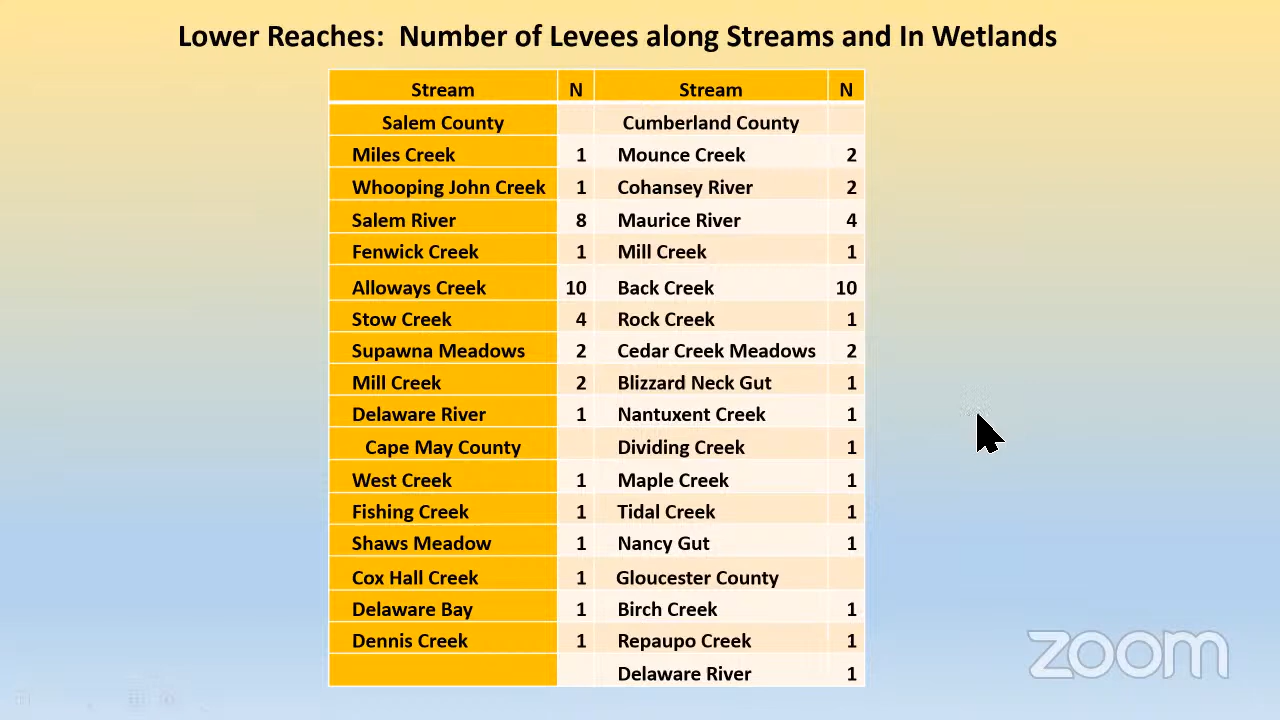 Lower Reaches:  Number of Levees along Streams and In Wetlands
Stream N Stream N
Salem County Cumberland County
Miles Creek 1 Mounce Creek 2
Whooping John Creek 1 Cohansey River 2
Salem River 8 Maurice River 4
Fenwick Creek 1 Mill Creek 1
Alloways Creek 10 Back Creek 10
Stow Creek 4 Rock Creek 1
Supawna Meadows 2 Cedar Creek Meadows 2
Mill Creek 2 Blizzard Neck Gut 1
Delaware River 1 Nantuxent Creek 1
Cape May County Dividing Creek 1
West Creek 1 Maple Creek 1
Fishing Creek 1 Tidal Creek 1
Shaws Meadow 1 Nancy Gut 1
Cox Hall Creek 1 Gloucester County
Delaware Bay 1 Birch Creek 1
Dennis Creek 1 Repaupo Creek 1
Delaware River 1
zoom